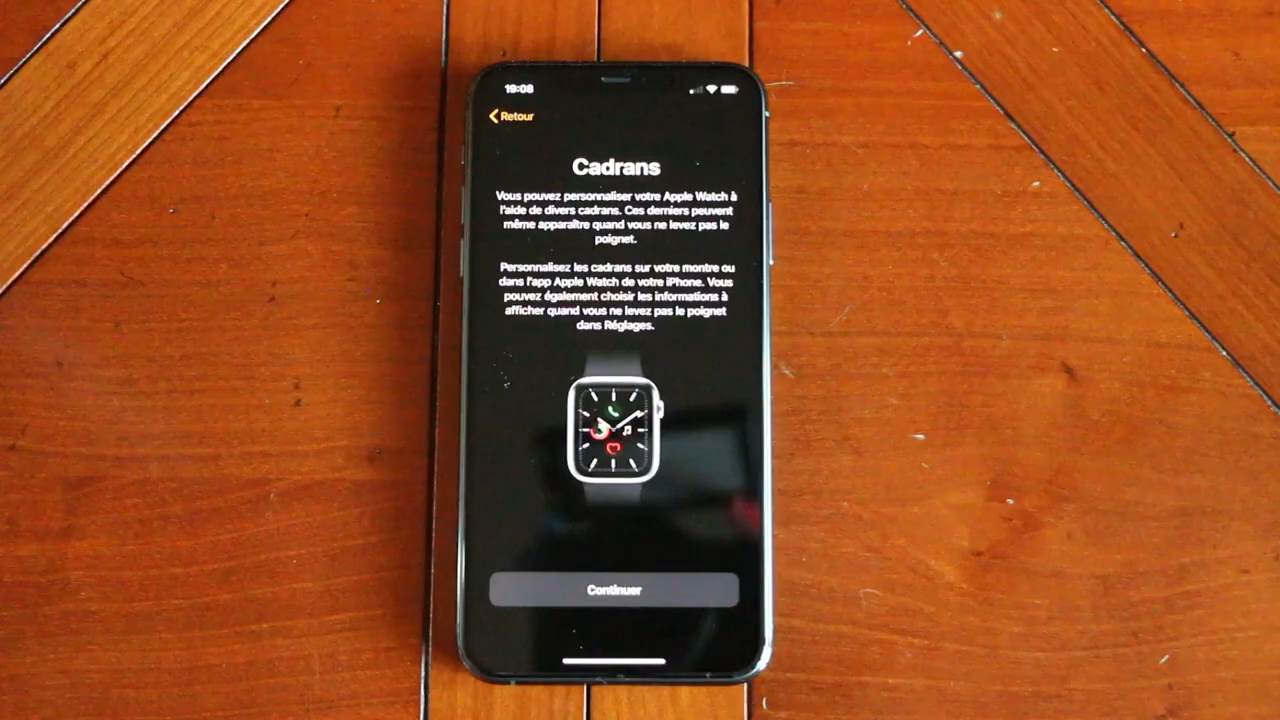 19:08
Retour
Cadrans
Vous pouvez personnaliser votre Apple Watch à
l'aide de divers cadrans. Ces derniers peuvent
même apparaître quand vous ne levez pas le
poignet.
Personnalisez les cadrans sur votre montre ou
dans l'app Apple Watch de votre iPhone. Vous
pouvez également choisir les informations à
afficher quand vous ne levez pas le poignet
dans Réglages.
Continuer